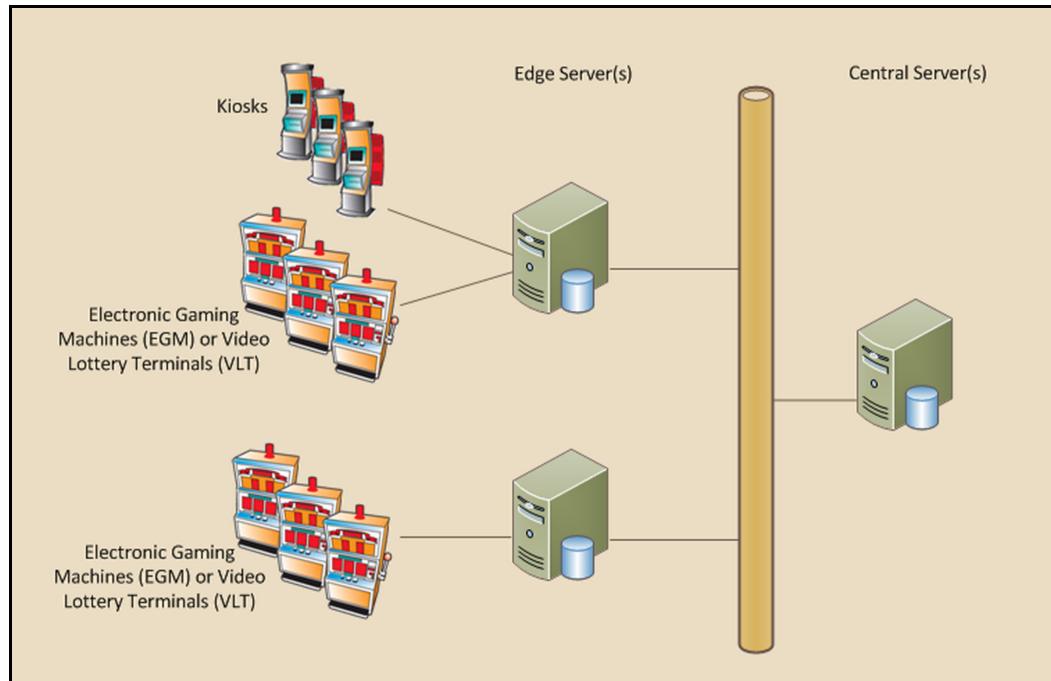 Edge Server(s)
Central Server(s)
Kiosks
Electronic Gaming
Machines (EGM) or Video
Lottery Terminals (VLT)
Electronic Gaming
Machines (EGM) or Video
Lottery Terminals (VLT)